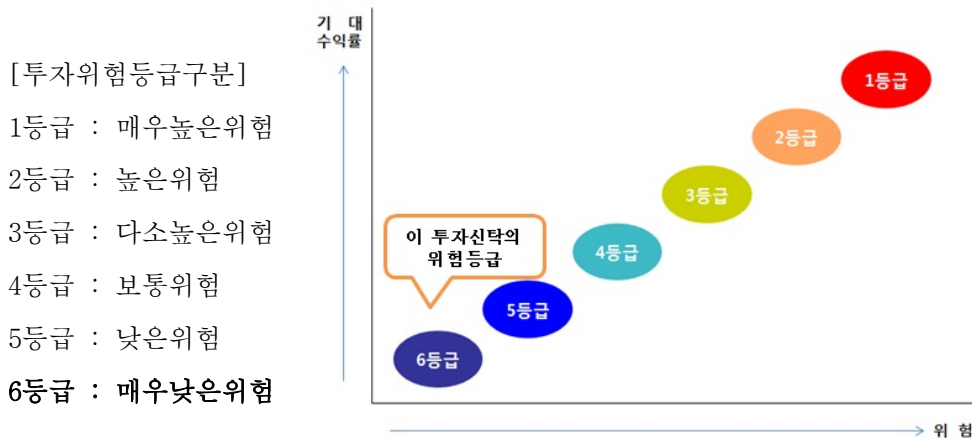 [투자위험등급구분]
1등급 : 매우높은위험
2등급 : 높은위험
3등급 : 다소높은위험
4등급 : 보통위험
5등급 : 낮은위험
6등급 : 매우낮은위험
기 대
수익률
1등급
2등급
3등급
이 투자신탁의
위험등급
4등급
5등급
6등급
위 험